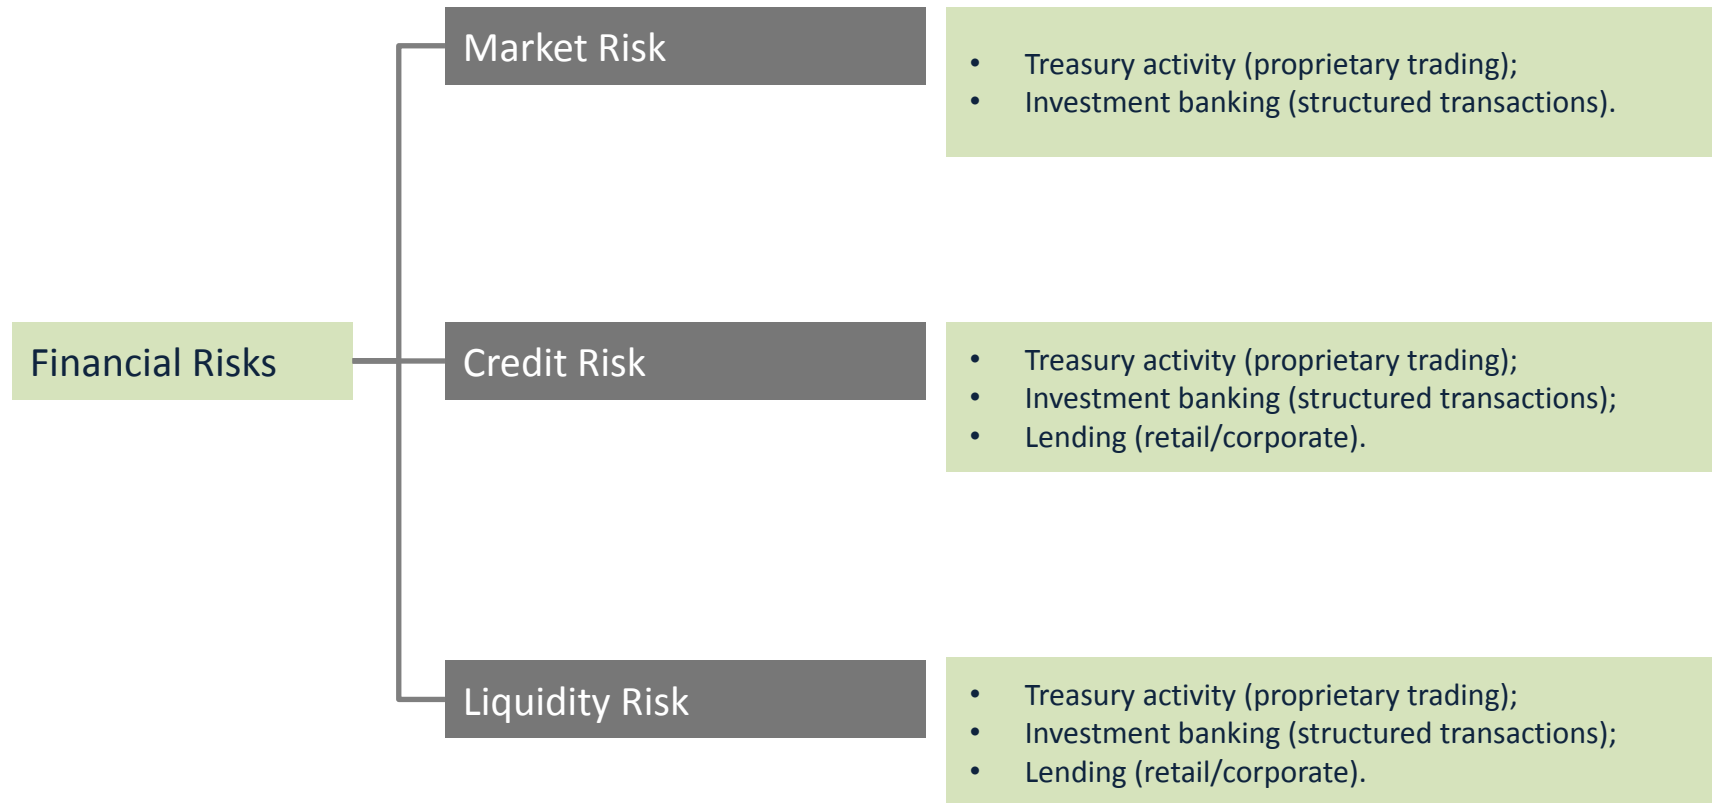 Market Risk
• Treasury activity (proprietary trading);
• Investment banking (structured transactions).
Financial Risks
Credit Risk
• Treasury activity (proprietary trading);
• Investment banking (structured transactions);
• Lending (retail/corporate).
Liquidity Risk
• Treasury activity (proprietary trading);
• Investment banking (structured transactions);
• Lending (retail/corporate).